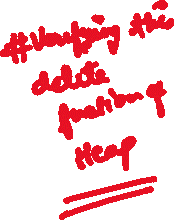 #Verifying the
delete
function of
Heap